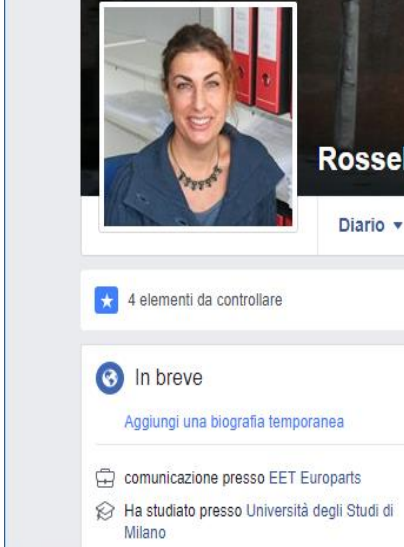 Rossel
Diario
4 elementi da controllare
In breve
Aggiungi una biografia temporanea
comunicazione presso EET Europarts
Ha studiato presso Università degli Studi di
Milano